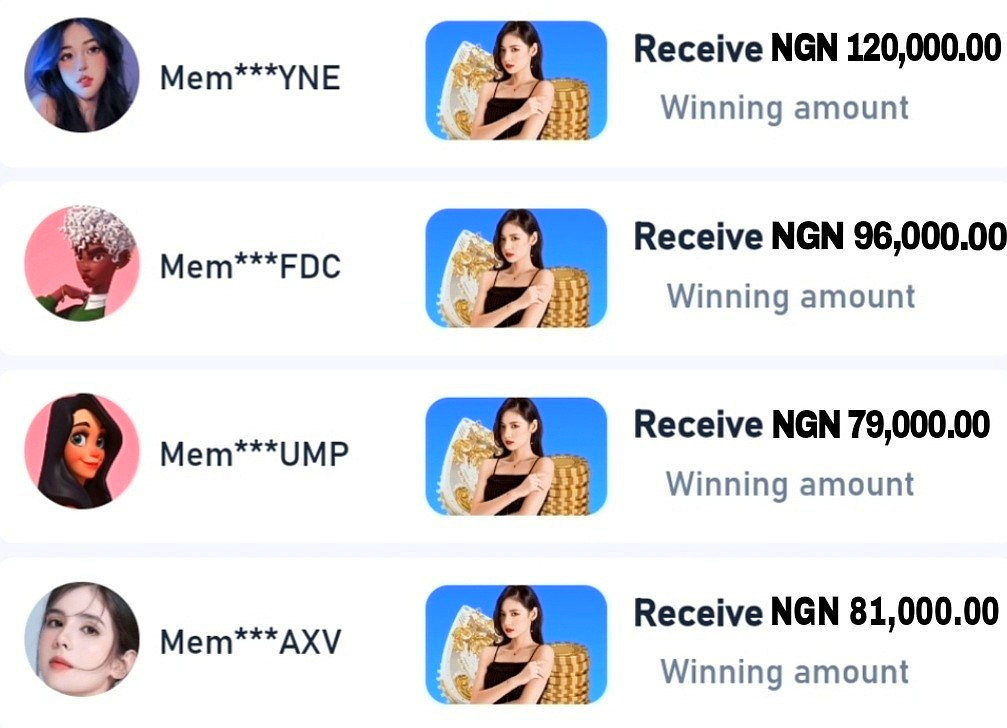 Mem***YNE
Receive NGN 120,000.00
Winning amount
Mem***FDC
Receive NGN 96,000.00
Winning amount
Mem***UMP
Receive NGN 79,000.00
Winning amount
Mem***AXV
Receive NGN 81,000.00
Winning amount